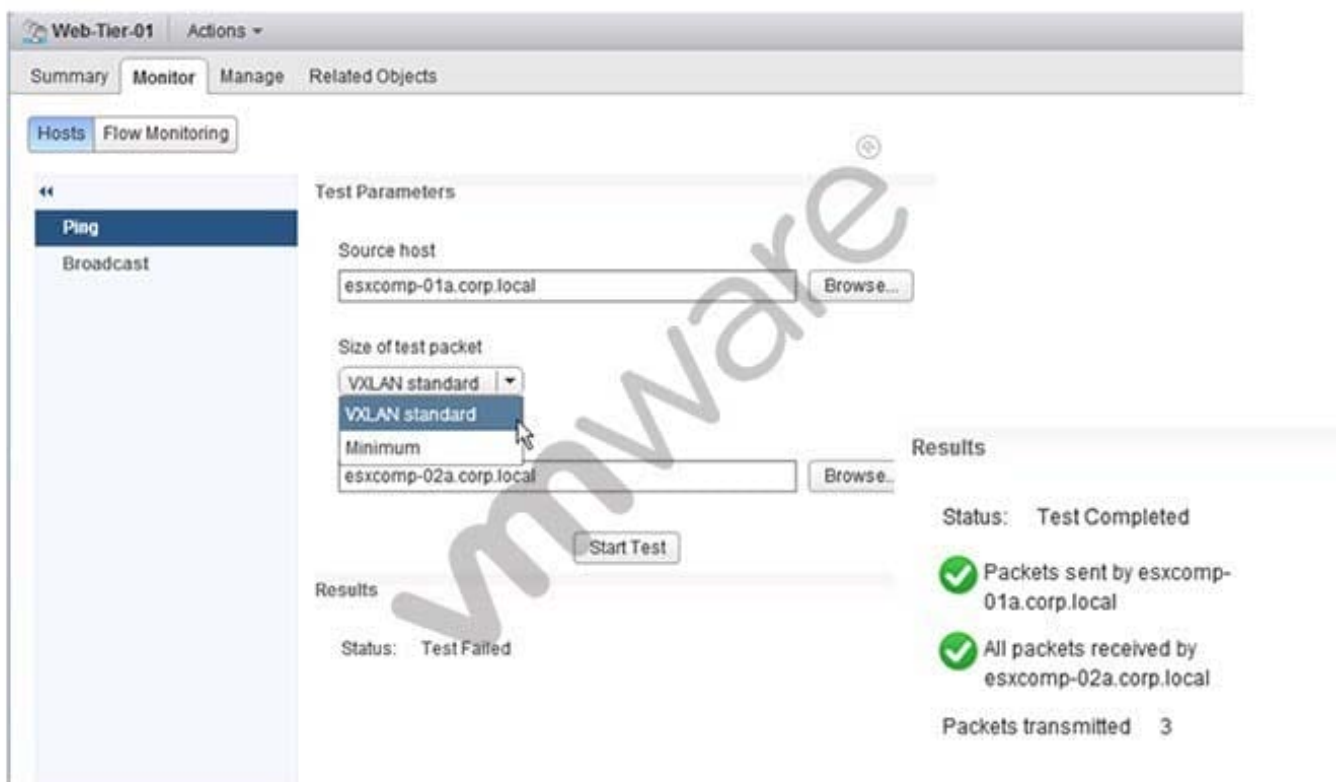 Web-Tier-01 Actions
Summary Monitor Manage Related Objects
Hosts Flow Monitoring
Ping
Broadcast
Test Parameters
Source host
esxcomp-01a.corp.local Browse...
Size of test packet
VXLAN standard
VXLAN standard
Minimum
esxcomp-02a.corp.local Browse..
Start Test
Results
Status: Test Failed
Results
Status: Test Completed
Packets sent by esxcomp-
01a.corp.local
All packets received by
esxcomp-02a.corp.local
Packets transmitted 3
vmware®